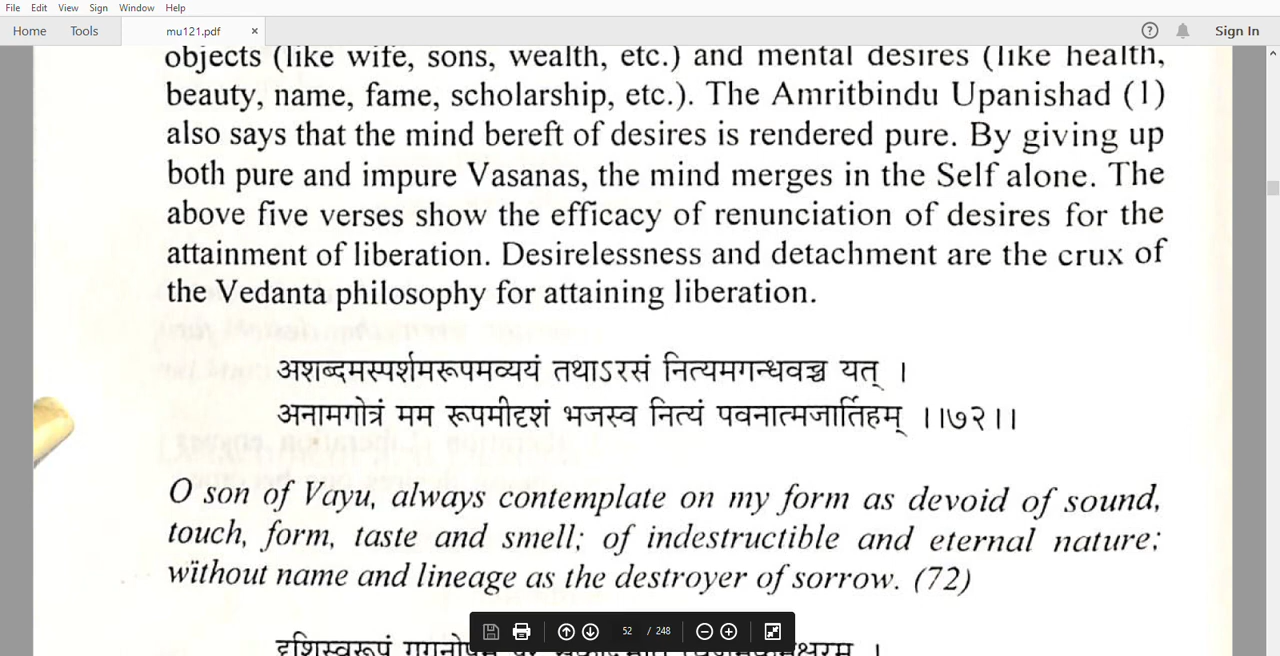 File Edit View Sign Window Help
Home Tools mu121.pdf × ? Sign In
objects (like wife, sons, wealth, etc.) and mental desires (like health,
beauty, name, fame, scholarship, etc.). The Amritbindu Upanishad (1)
also says that the mind bereft of desires is rendered pure. By giving up
both pure and impure Vasanas, the mind merges in the Self alone. The
above five verses show the efficacy of renunciation of desires for the
attainment of liberation. Desirelessness and detachment are the crux of
the Vedanta philosophy for attaining liberation.
अशब्दमस्पर्शमरूपमव्ययं तथाऽरसं नित्यमगन्धवच्च यत् ।
अनामगोत्रं मम रूपमीदृशं भजस्व नित्यं पवनात्मजार्तिहम् ।।७२।।
O son of Vayu, always contemplate on my form as devoid of sound,
touch, form, taste and smell; of indestructible and eternal nature;
without name and lineage as the destroyer of sorrow. (72)
दृशिस्वरूपं
52 / 248